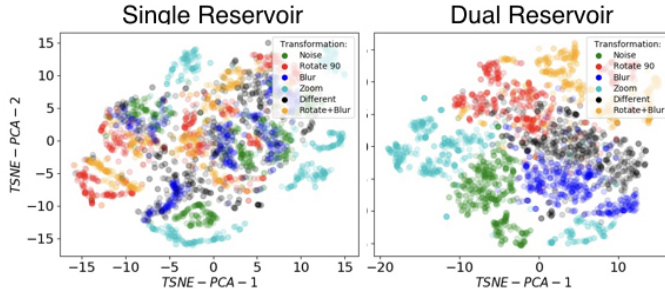 Single Reservoir
Dual Reservoir
Transformation:
Noise
Rotate 90
Blur
Zoom
Different
Rotate+Blur
Transformation:
Noise
Rotate 90
Blur
Zoom
Different
Rotate+Blur
TSNE-PCA-2
15
10
5
0
-5
-10
-15
-15
-10
-5
0
5
10
15
-20
-10
0
10
TSNE-PCA-1
TSNE-PCA-1